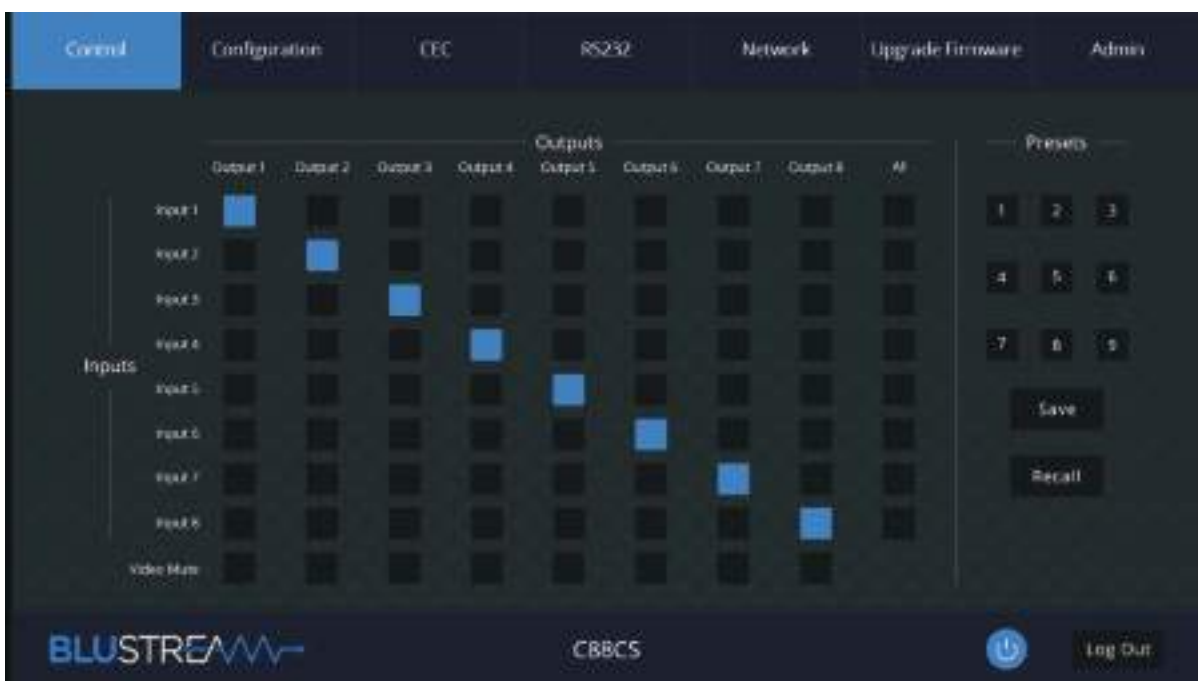 Control Configuration CEC RS232 Network Upgrade Firmware Admin
Outputs Presets
Output 1 Output 2 Output 3 Output 4 Output 5 Output 6 Output 7 Output 8 All
Input 1 1 2 3
Input 2
Input 3 4 5 6
Input 4 7 8 9
Inputs
Input 5 Save
Input 6
Input 7 Recall
Input 8
Video Mute
BLUSTREAM C88CS Log Out